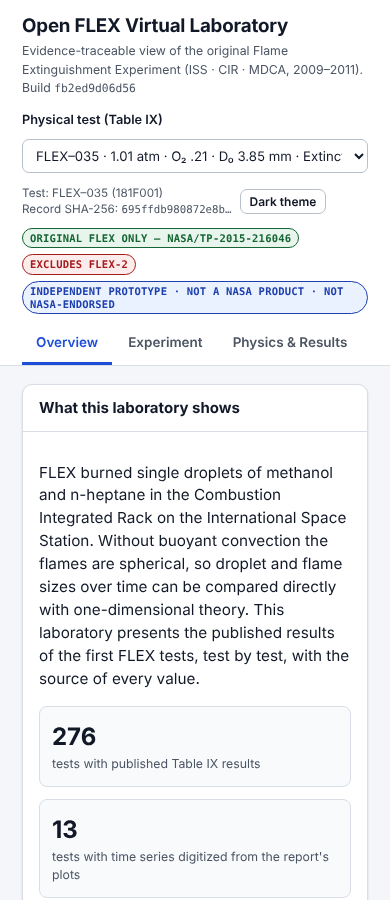 Open FLEX Virtual Laboratory
Evidence-traceable view of the original Flame
Extinguishment Experiment (ISS · CIR · MDCA, 2009–2011).
Build fb2ed9d06d56
Physical test (Table IX)
FLEX–035 · 1.01 atm · O₂ .21 · D₀ 3.85 mm · Extinc
Test: FLEX–035 (181F001)
Record SHA-256: 695ffdb980872e8b…
Dark theme
ORIGINAL FLEX ONLY — NASA/TP-2015-216046
EXCLUDES FLEX-2
INDEPENDENT PROTOTYPE · NOT A NASA PRODUCT · NOT
NASA-ENDORSED
Overview Experiment Physics & Results
What this laboratory shows
FLEX burned single droplets of methanol
and n-heptane in the Combustion
Integrated Rack on the International Space
Station. Without buoyant convection the
flames are spherical, so droplet and flame
sizes over time can be compared directly
with one-dimensional theory. This
laboratory presents the published results
of the first FLEX tests, test by test, with the
source of every value.
276
tests with published Table IX results
13
tests with time series digitized from the report's
plots